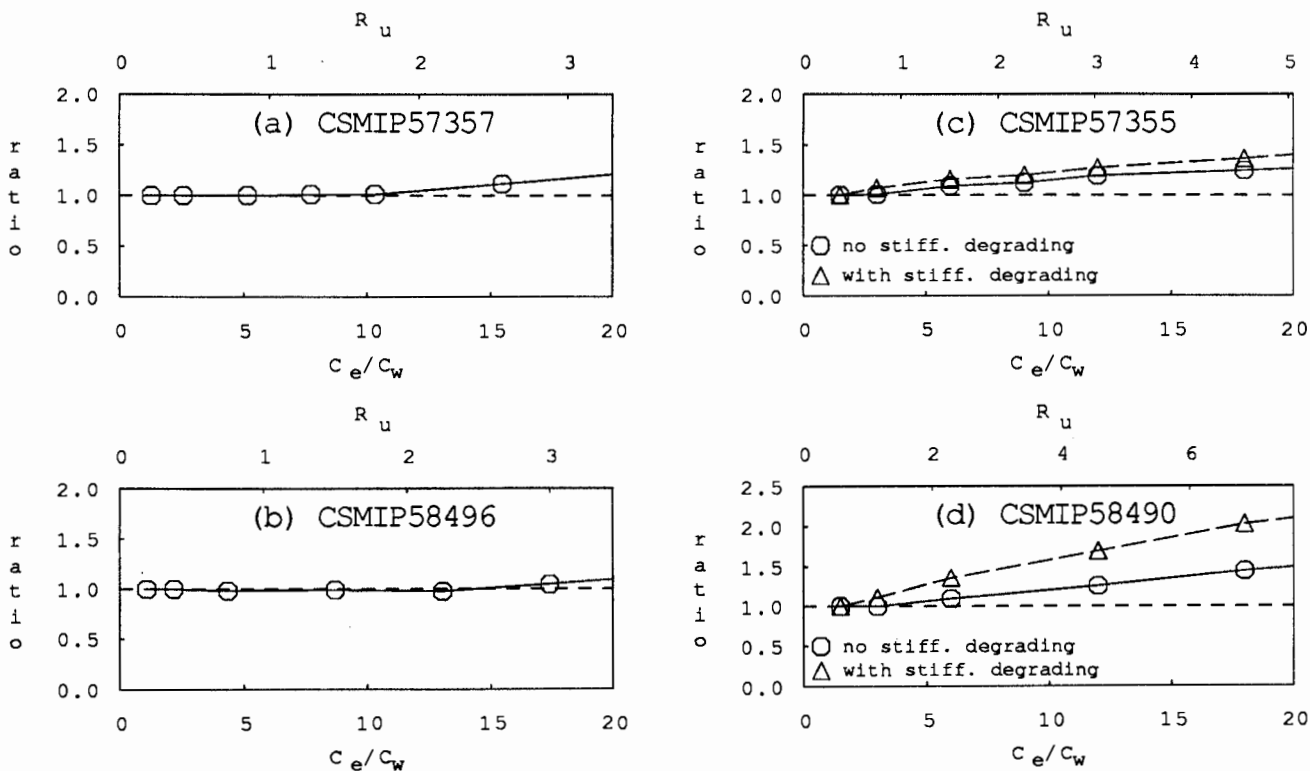 R u
0 1 2 3
2.0
(a) CSMIP57357
1.5
1.0
0.5
0.0
ratio
0 5 10 15 20
C e/C w
R u
0 1 2 3 4 5
2.0
(c) CSMIP57355
1.5
1.0
0.5
no stiff. degrading
with stiff. degrading
0.0
ratio
0 5 10 15 20
C e/C w
R u
0 1 2 3
2.0
(b) CSMIP58496
1.5
1.0
0.5
0.0
ratio
0 5 10 15 20
C e/C w
R u
0 2 4 6
2.5
(d) CSMIP58490
2.0
1.5
1.0
0.5
no stiff. degrading
with stiff. degrading
0.0
ratio
0 5 10 15 20
C e/C w